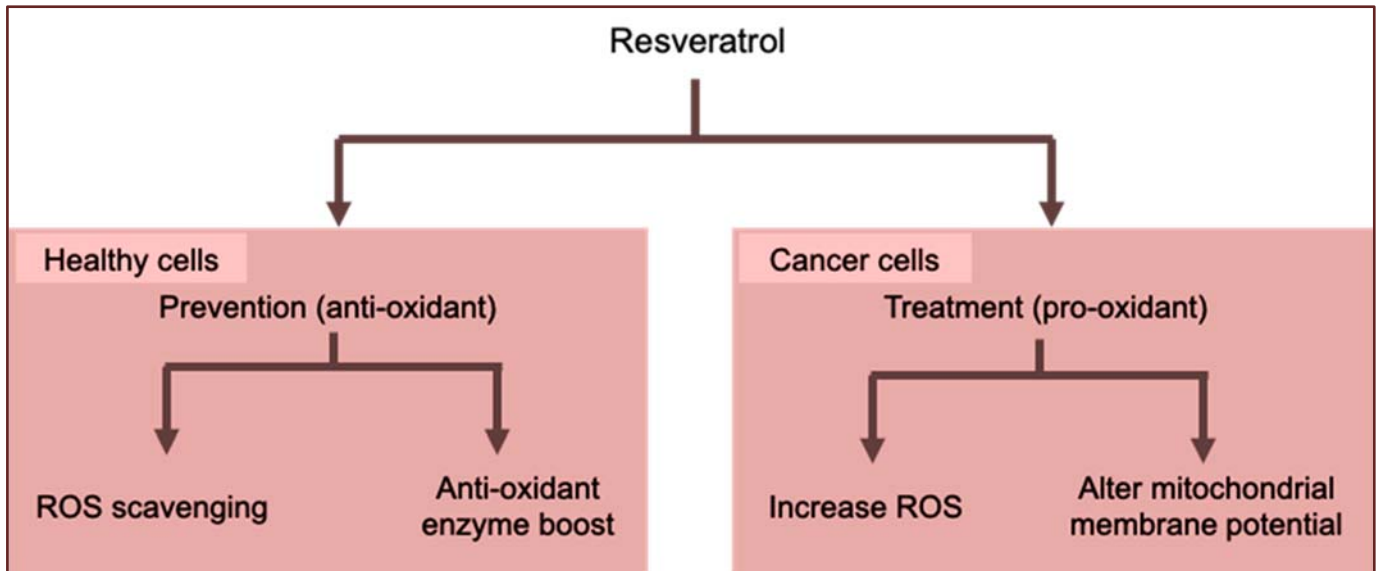 Resveratrol
Healthy cells
Prevention (anti-oxidant)
ROS scavenging
Anti-oxidant
enzyme boost
Cancer cells
Treatment (pro-oxidant)
Increase ROS
Alter mitochondrial
membrane potential